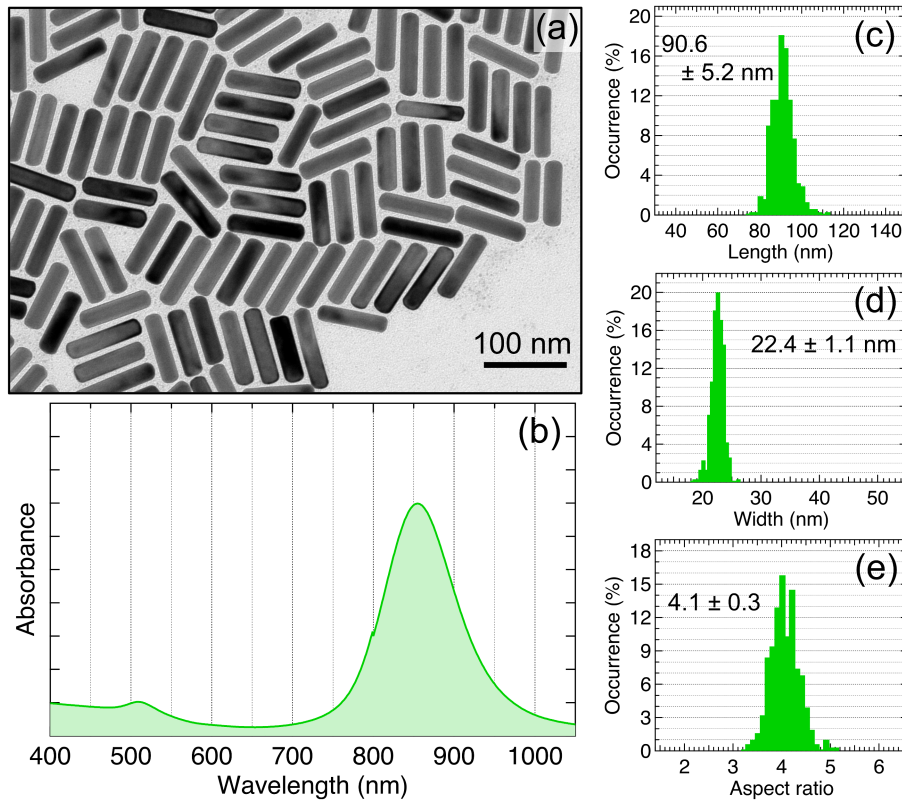 (a)
100 nm
(b)
Absorbance
400 500 600 700 800 900 1000
Wavelength (nm)
(c)
90.6
± 5.2 nm
Occurrence (%)
20
16
12
8
4
0
40 60 80 100 120 140
Length (nm)
(d)
22.4 ± 1.1 nm
Occurrence (%)
20
16
12
8
4
0
20 30 40 50
Width (nm)
(e)
4.1 ± 0.3
Occurrence (%)
18
15
12
9
6
3
0
2 3 4 5 6
Aspect ratio